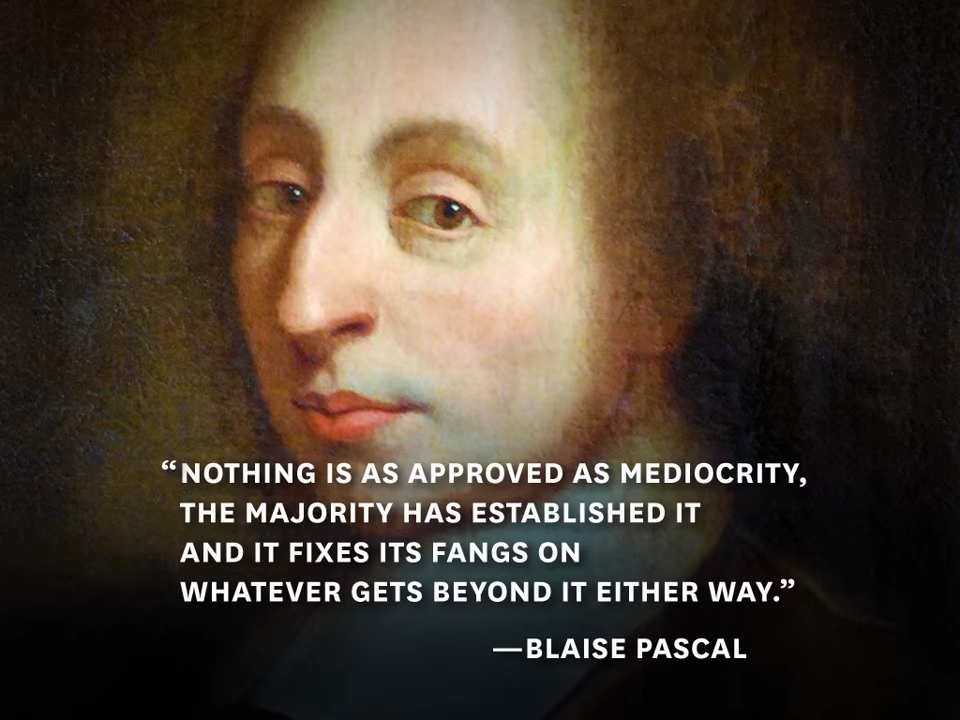 “NOTHING IS AS APPROVED AS MEDIOCRITY,
THE MAJORITY HAS ESTABLISHED IT
AND IT FIXES ITS FANGS ON
WHATEVER GETS BEYOND IT EITHER WAY.”
—BLAISE PASCAL